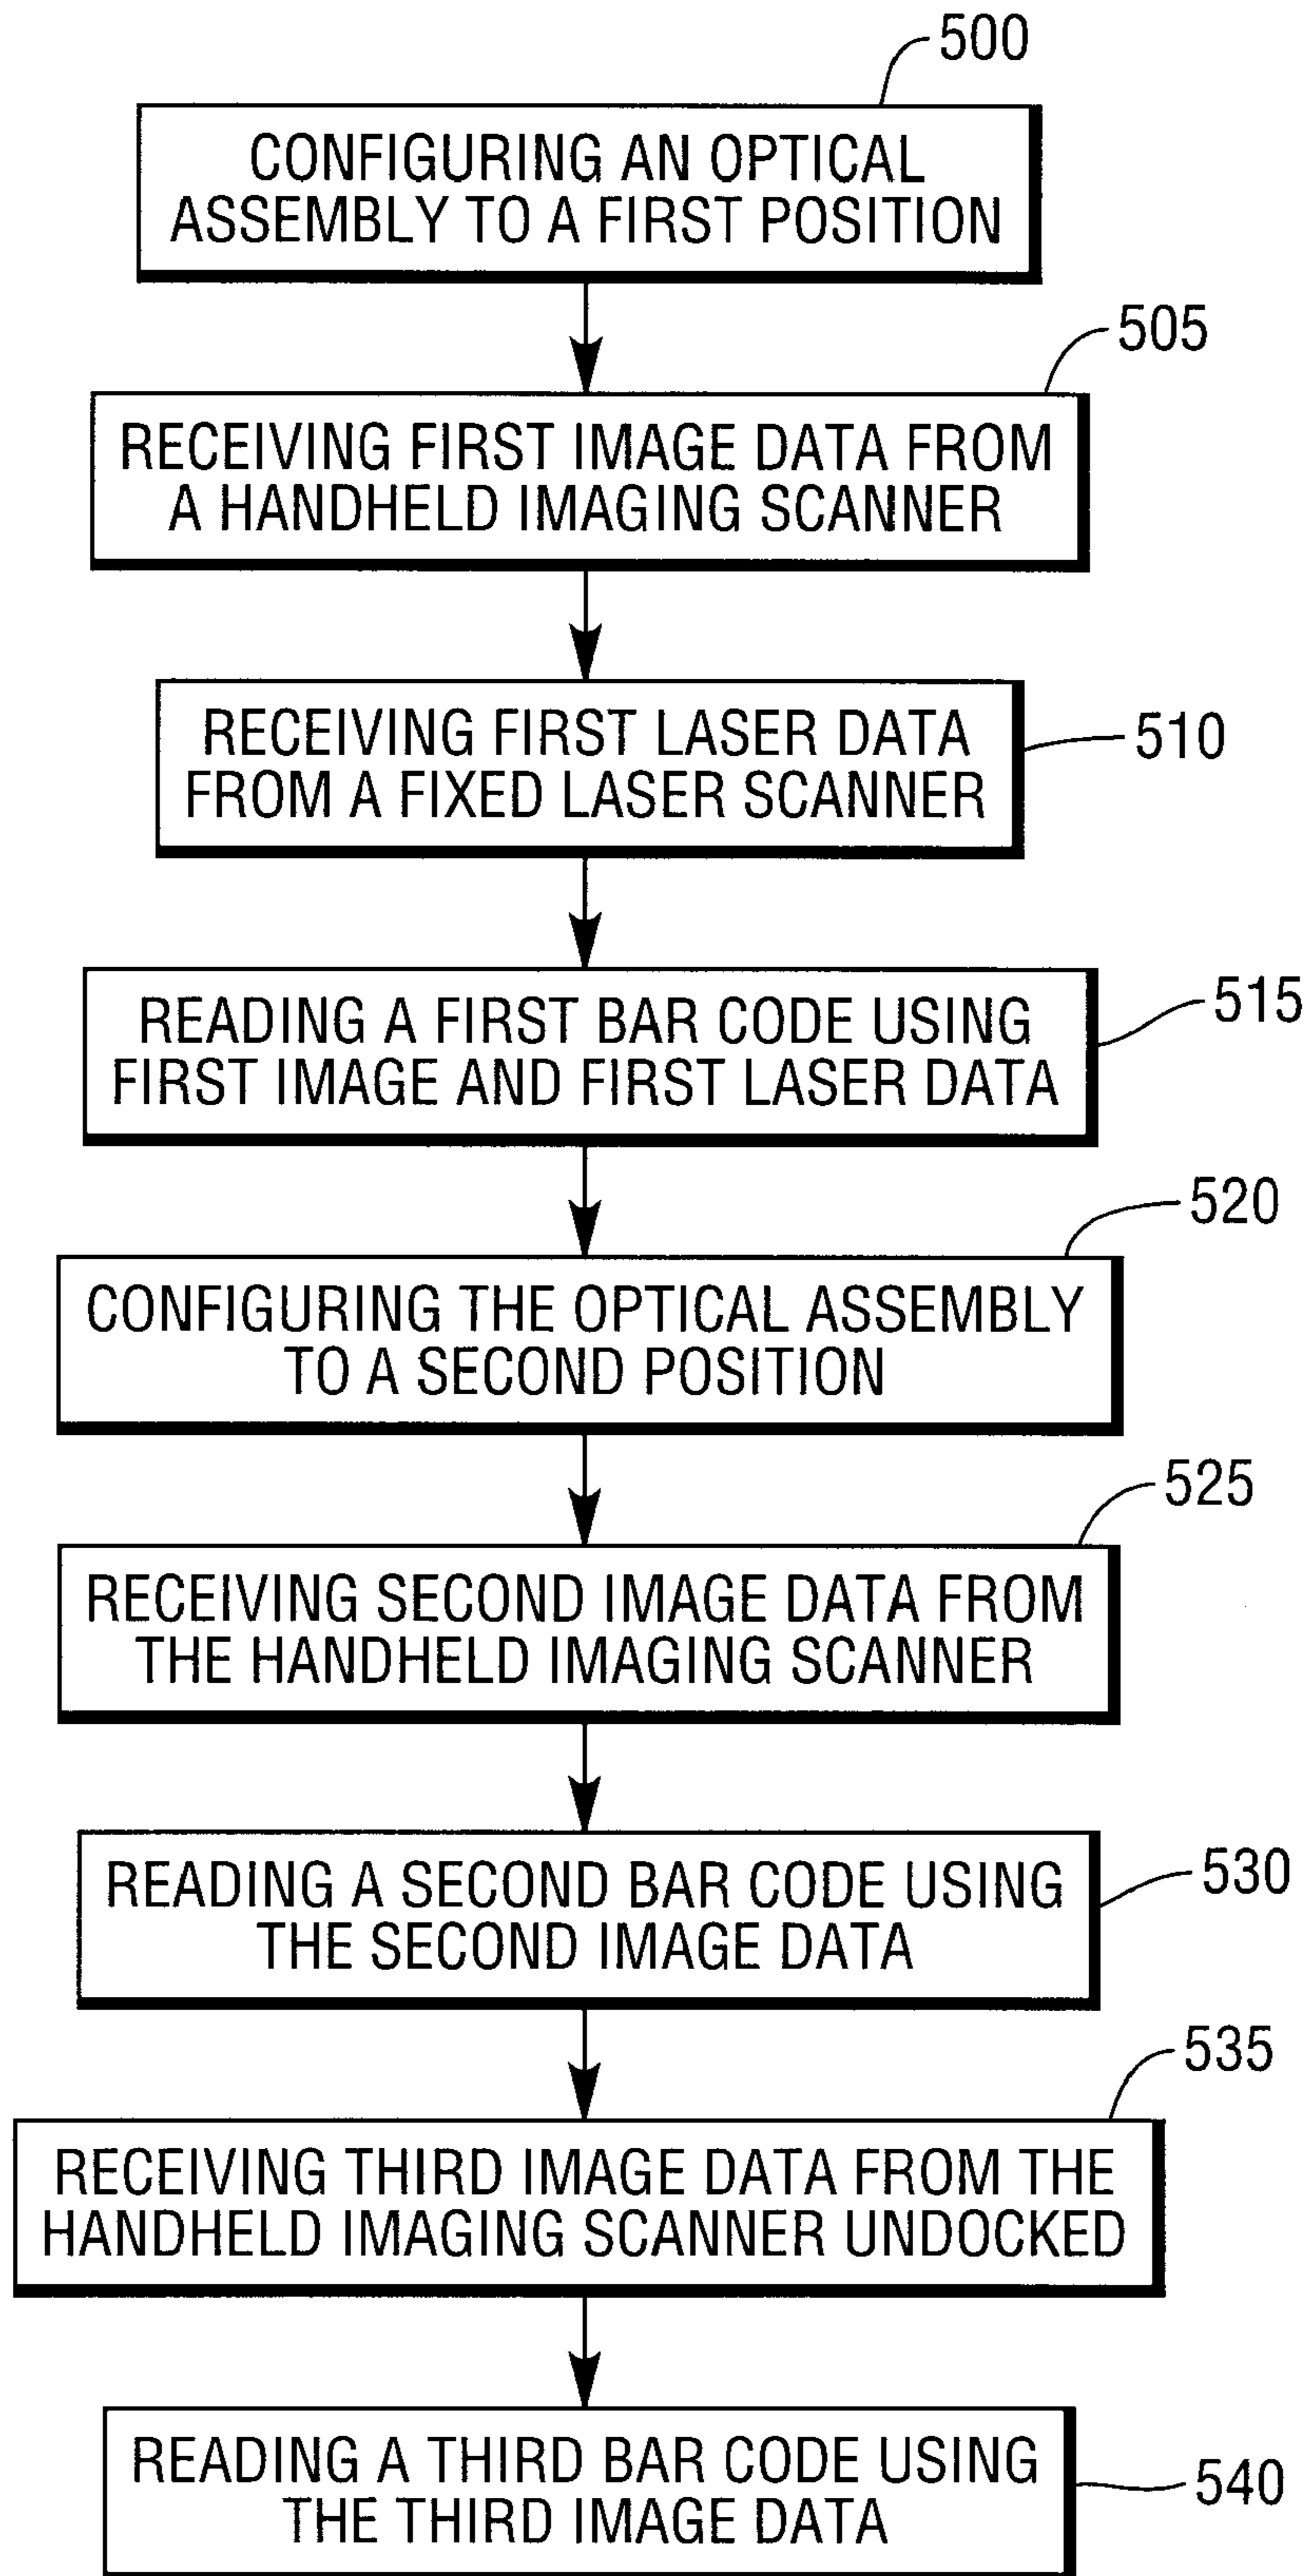 500
CONFIGURING AN OPTICAL
ASSEMBLY TO A FIRST POSITION
505
RECEIVING FIRST IMAGE DATA FROM
A HANDHELD IMAGING SCANNER
510
RECEIVING FIRST LASER DATA
FROM A FIXED LASER SCANNER
515
READING A FIRST BAR CODE USING
FIRST IMAGE AND FIRST LASER DATA
520
CONFIGURING THE OPTICAL ASSEMBLY
TO A SECOND POSITION
525
RECEIVING SECOND IMAGE DATA FROM
THE HANDHELD IMAGING SCANNER
530
READING A SECOND BAR CODE USING
THE SECOND IMAGE DATA
535
RECEIVING THIRD IMAGE DATA FROM THE
HANDHELD IMAGING SCANNER UNDOCKED
540
READING A THIRD BAR CODE USING
THE THIRD IMAGE DATA